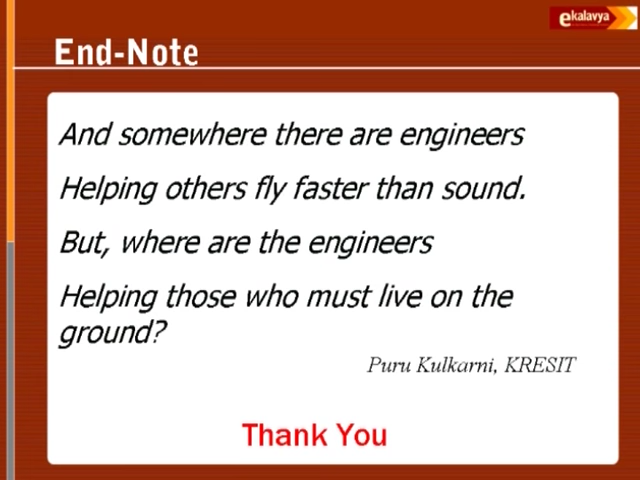 ekalavya
End-Note
And somewhere there are engineers
Helping others fly faster than sound.
But, where are the engineers
Helping those who must live on the
ground?
Puru Kulkarni, KRESIT
Thank You